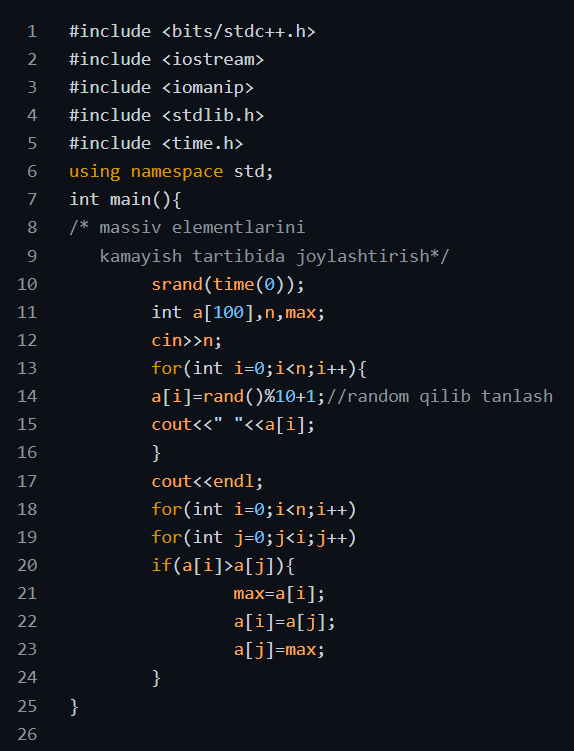 1 #include <bits/stdc++.h>
2 #include <iostream>
3 #include <iomanip>
4 #include <stdlib.h>
5 #include <time.h>
6 using namespace std;
7 int main(){
8 /* massiv elementlarini
9    kamayish tartibida joylashtirish*/
10         srand(time(0));
11         int a[100],n,max;
12         cin>>n;
13         for(int i=0;i<n;i++){
14         a[i]=rand()%10+1;//random qilib tanlash
15         cout<<" "<<a[i];
16         }
17         cout<<endl;
18         for(int i=0;i<n;i++)
19         for(int j=0;j<i;j++)
20         if(a[i]>a[j]){
21                 max=a[i];
22                 a[i]=a[j];
23                 a[j]=max;
24         }
25 }
26